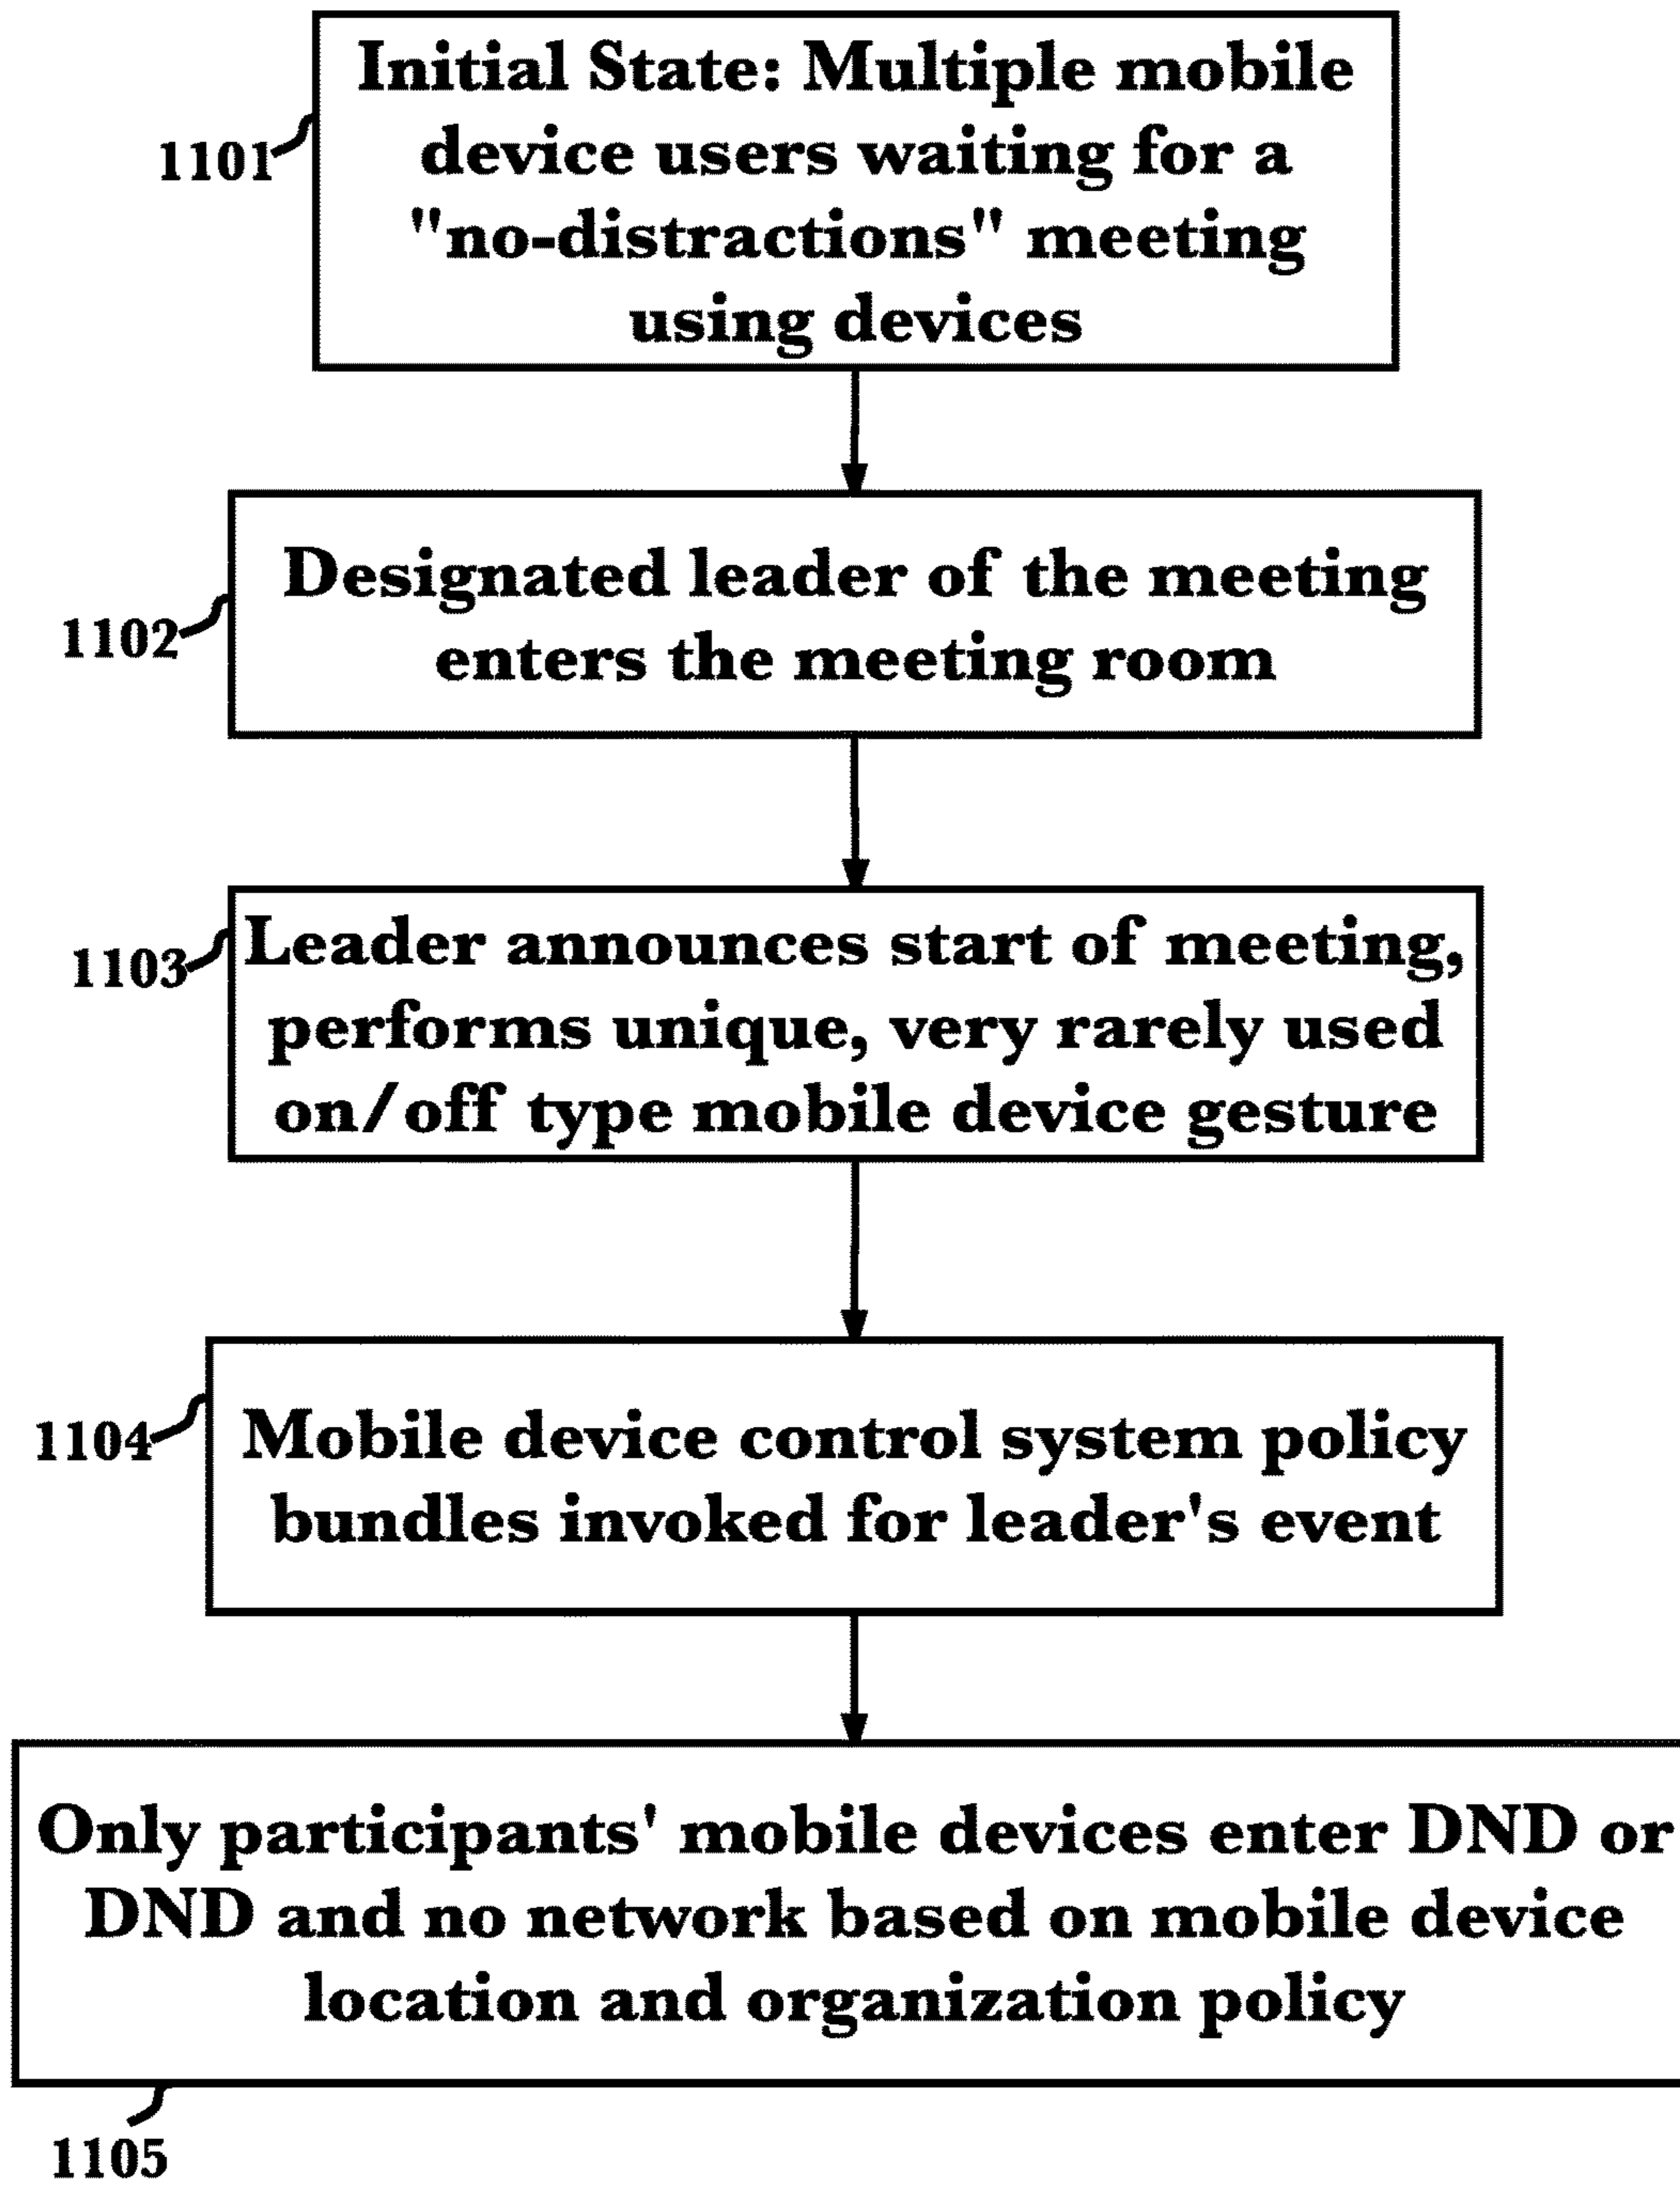 Initial State: Multiple mobile
device users waiting for a
"no-distractions" meeting
using devices
1101
Designated leader of the meeting
enters the meeting room
1102
Leader announces start of meeting,
performs unique, very rarely used
on/off type mobile device gesture
1103
Mobile device control system policy
bundles invoked for leader's event
1104
Only participants' mobile devices enter DND or
DND and no network based on mobile device
location and organization policy
1105